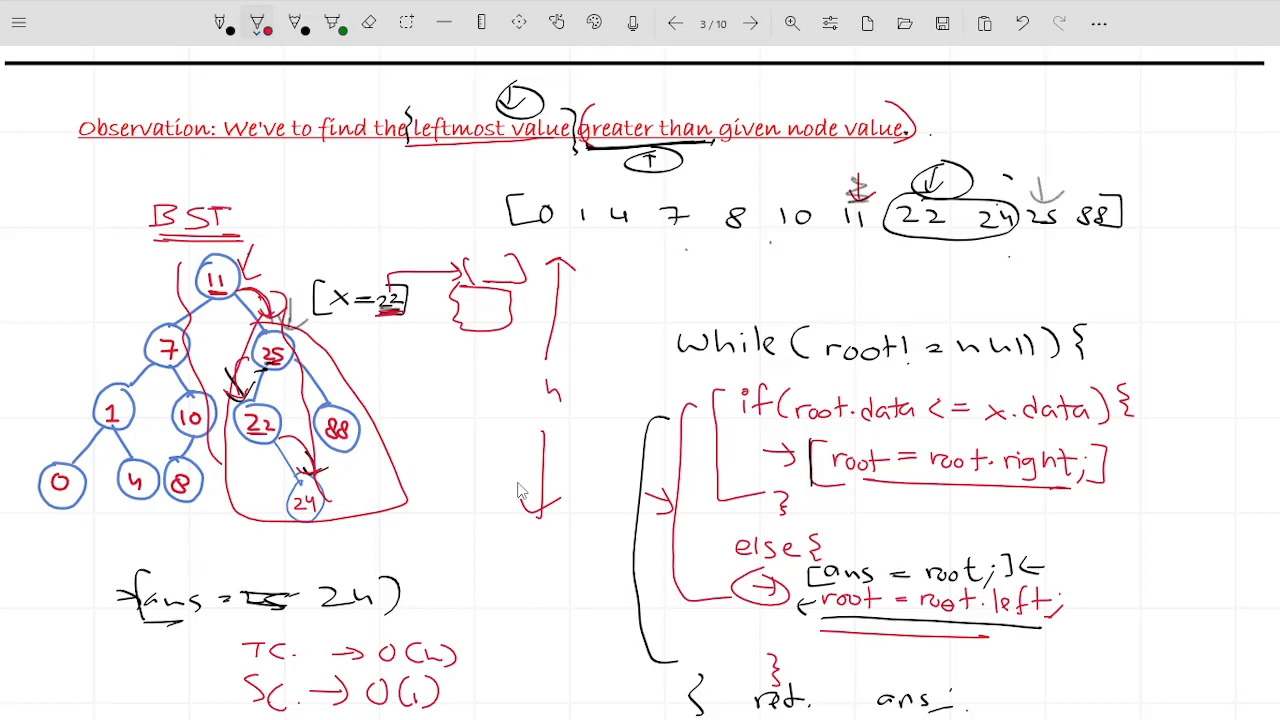 3 / 10
Observation: We've to find the {leftmost value} (greater than given node value.) .
[0 1 4 7 8 10 11 22 24 25 88]
BST
11
[x = 22]
7
25
h
while(root! = null){
1
10
22
88
if(root.data <= x.data){
→ [root = root.right;]
0
4
8
24
}
else{
→ [ans = root;] ←
root = root.left;
→ [ans = 24)
}
TC. → O(h)
SC. → O(1)
} ret. ans;